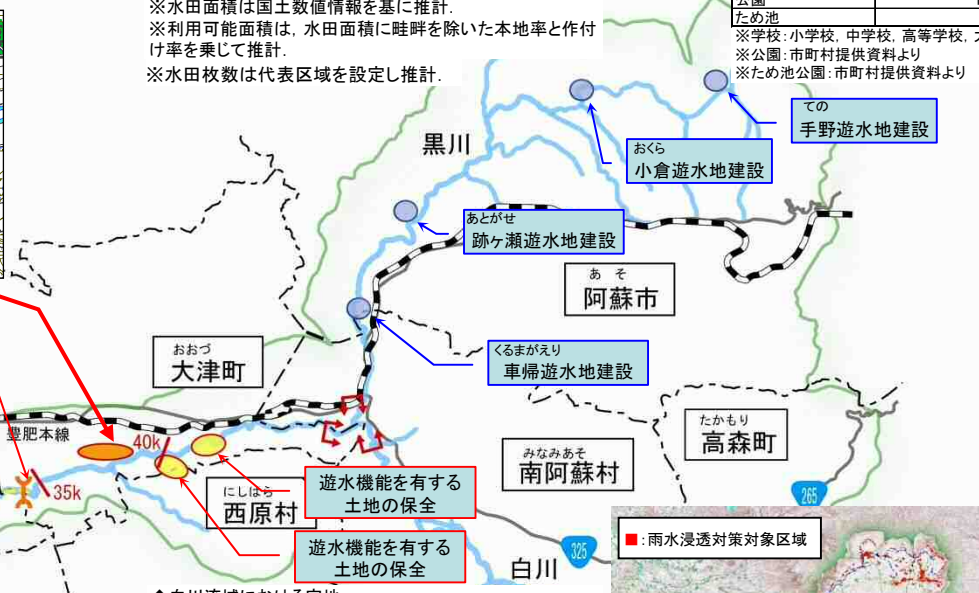 ※水田面積は国土数値情報を基に推計.
※利用可能面積は, 水田面積に畦畔を除いた本地率と作付
け率を乗じて推計.
※水田枚数は代表区域を設定し推計.
公園
ため池
※学校:小学校, 中学校, 高等学校,
※公園:市町村提供資料より
※ため池公園:市町村提供資料より
黒川
ての
手野遊水地建設
おくら
小倉遊水地建設
あとがせ
跡ヶ瀬遊水地建設
あそ
阿蘇市
くるまがえり
車帰遊水地建設
おおづ
大津町
たかもり
高森町
みなみあそ
南阿蘇村
豊肥本線
40k
35k
にしはら
西原村
遊水機能を有する
土地の保全
遊水機能を有する
土地の保全
265
325
白川
■:雨水浸透対策対象区域